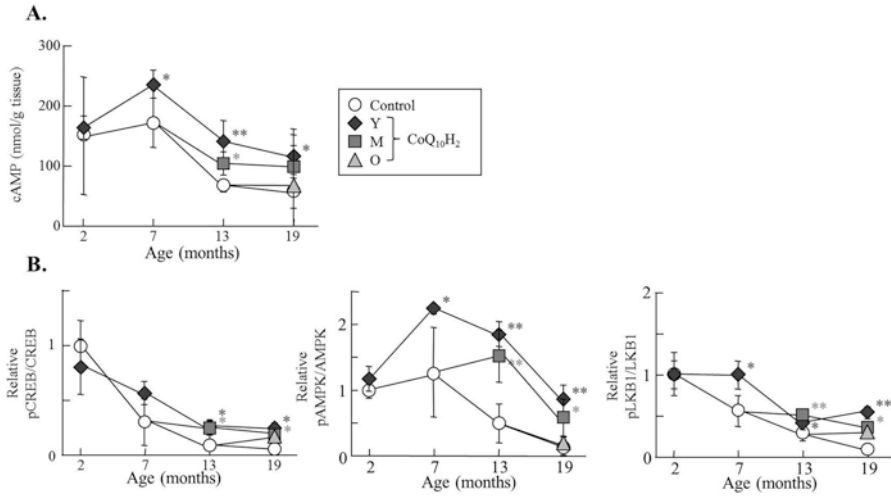 A.
300
200
100
0
cAMP (nmol/g tissue)
* ** * *
2 7 13 19
Age (months)
Control
Y
M
O
CoQ₁₀H₂
B.
1
0
Relative
pCREB/CREB
* * * *
2 7 13 19
Age (months)
2
1
0
Relative
pAMPK/AMPK
* ** ** ** *
2 7 13 19
Age (months)
2
1
0
Relative
pLKB1/LKB1
* ** * ** *
2 7 13 19
Age (months)